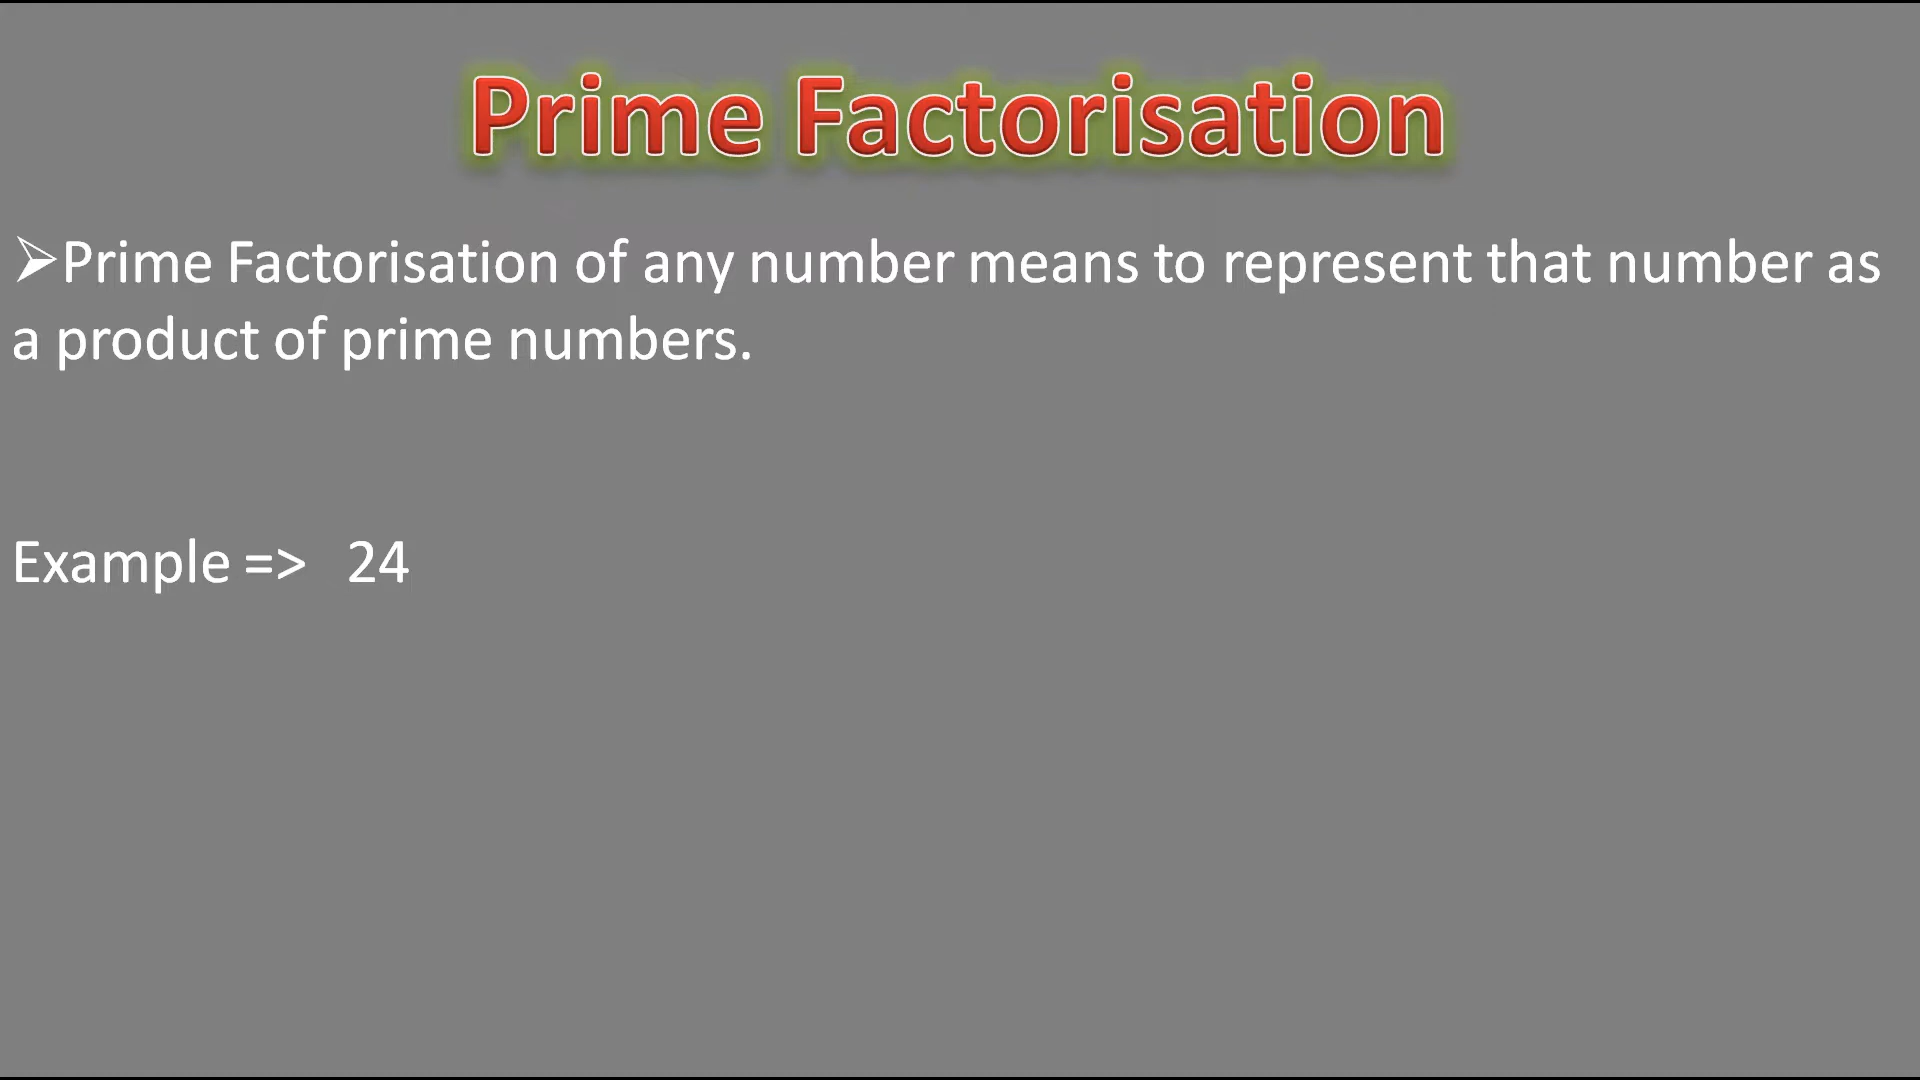 Prime Factorisation
➢Prime Factorisation of any number means to represent that number as
a product of prime numbers.
Example => 24